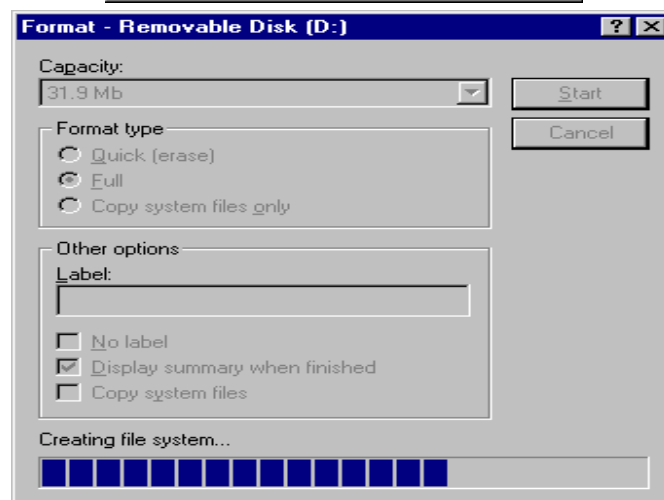 Format - Removable Disk (D:)
Capacity:
31.9 Mb
Start
Format type
Cancel
Quick (erase)
Full
Copy system files only
Other options
Label:
No label
Display summary when finished
Copy system files
Creating file system...